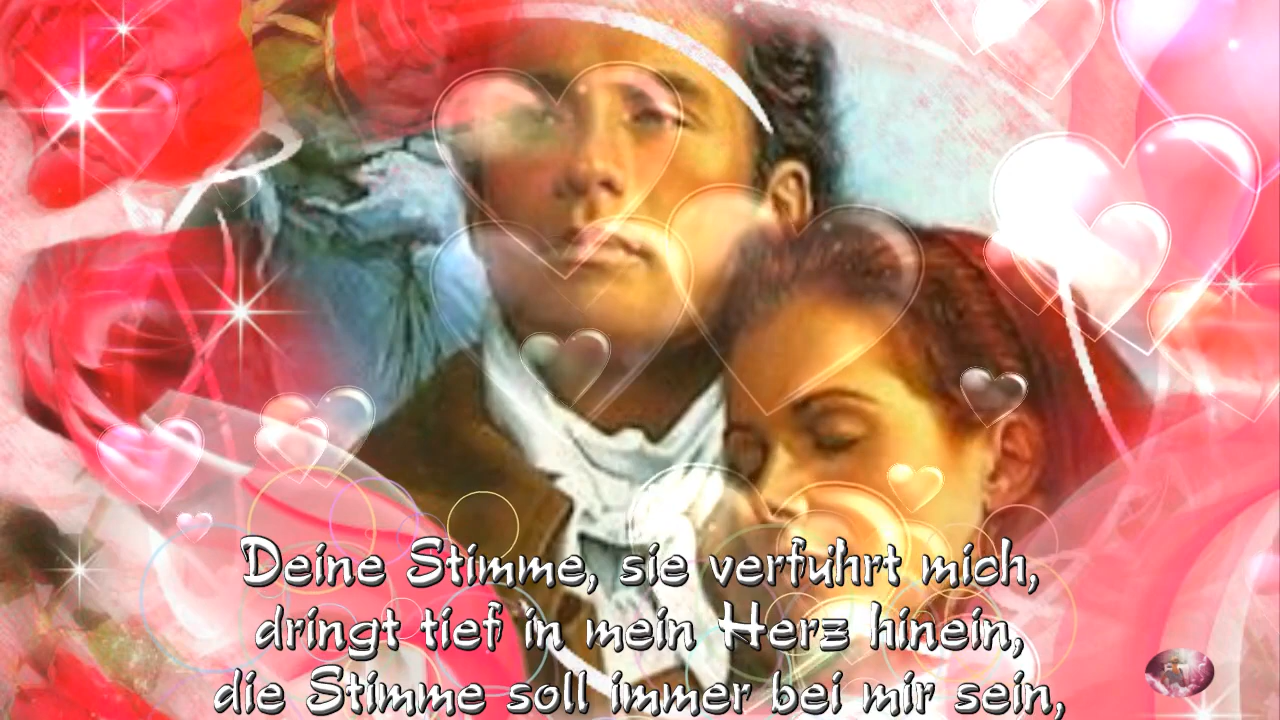 Deine Stimme, sie verfuhrt mich,
dringt tief in mein Herz hinein,
die Stimme soll immer bei mir sein,